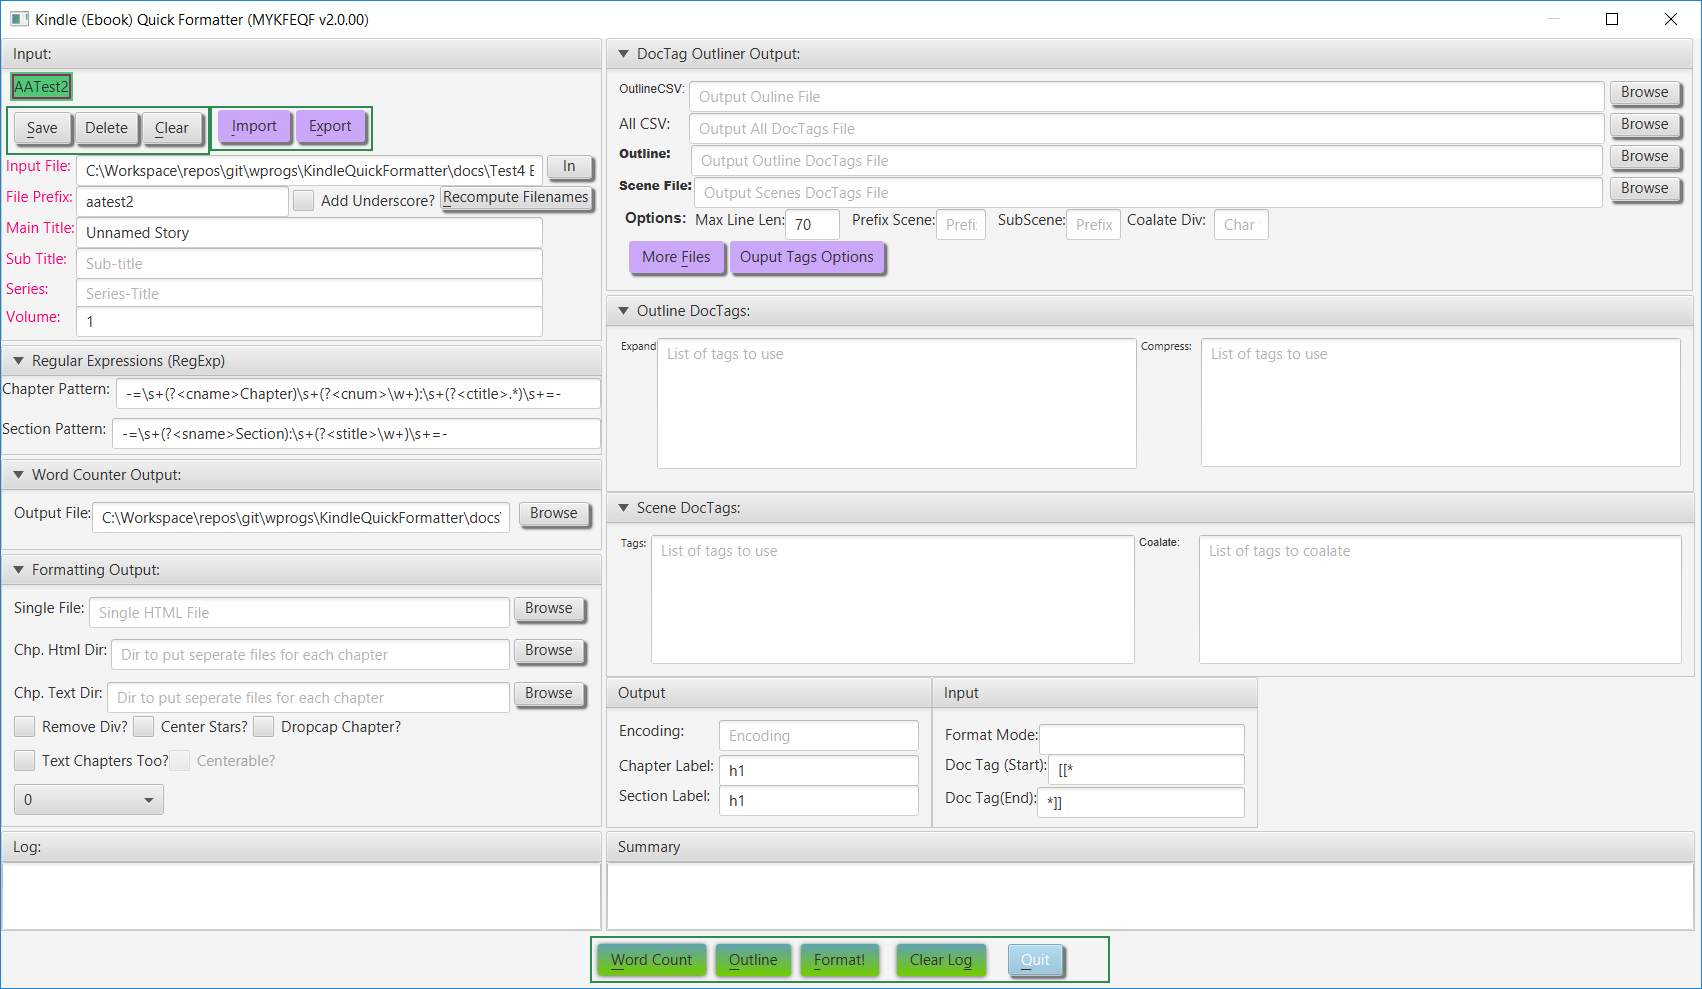 Kindle (Ebook) Quick Formatter (MYKFEQF v2.0.00)
Input:
AATest2
Save Delete Clear Import Export
Input File: C:\Workspace\repos\git\wprogs\KindleQuickFormatter\docs\Test4 E In
File Prefix: aatest2 Add Underscore? Recompute Filenames
Main Title: Unnamed Story
Sub Title: Sub-title
Series: Series-Title
Volume: 1
Regular Expressions (RegExp)
Chapter Pattern: -=\s+(?<cname>Chapter)\s+(?<cnum>\w+):\s+(?<ctitle>.*)\s+=-
Section Pattern: -=\s+(?<sname>Section):\s+(?<stitle>\w+)\s+=-
Word Counter Output:
Output File: C:\Workspace\repos\git\wprogs\KindleQuickFormatter\docs\ Browse
Formatting Output:
Single File: Single HTML File Browse
Chp. Html Dir: Dir to put seperate files for each chapter Browse
Chp. Text Dir: Dir to put seperate files for each chapter Browse
Remove Div? Center Stars? Dropcap Chapter?
Text Chapters Too? Centerable?
0
Log:
DocTag Outliner Output:
OutlineCSV: Output Ouline File Browse
All CSV: Output All DocTags File Browse
Outline: Output Outline DocTags File Browse
Scene File: Output Scenes DocTags File Browse
Options: Max Line Len: 70 Prefix Scene: Prefix SubScene: Prefix Coalate Div: Char
More Files Ouput Tags Options
Outline DocTags:
Expand List of tags to use Compress: List of tags to use
Scene DocTags:
Tags: List of tags to use Coalate: List of tags to coalate
Output
Encoding: Encoding
Chapter Label: h1
Section Label: h1
Input
Format Mode:
Doc Tag (Start): [[*
Doc Tag(End): *]]
Summary
Word Count Outline Format! Clear Log Quit